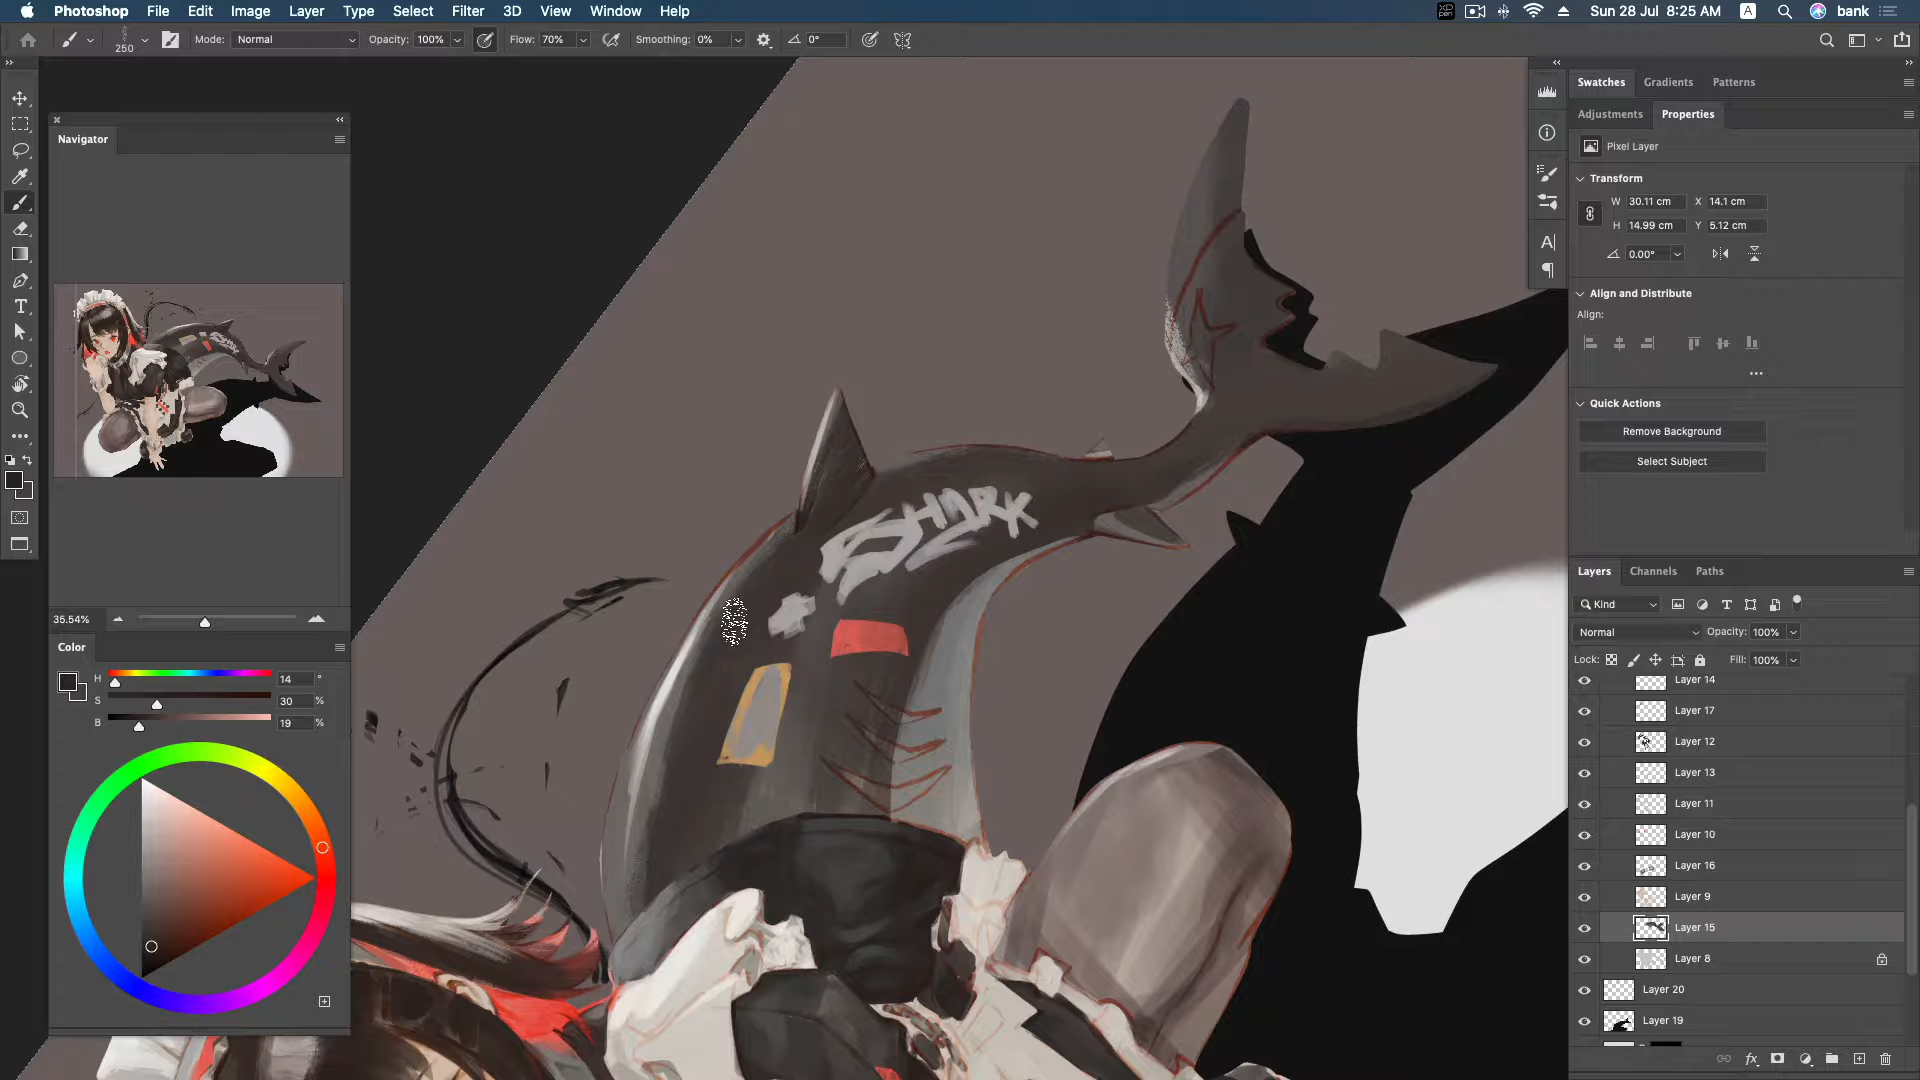 Photoshop File Edit Image Layer Type Select Filter 3D View Window Help
XP pen Sun 28 Jul 8:25 AM A bank
250 Mode: Normal Opacity: 100% Flow: 70% Smoothing: 0% 0°
Navigator
35.54%
Color
H 14 °
S 30 %
B 19 %
SHARK
Swatches Gradients Patterns
Adjustments Properties
Pixel Layer
Transform
W 30.11 cm X 14.1 cm
H 14.99 cm Y 5.12 cm
0.00°
Align and Distribute
Align:
Quick Actions
Remove Background
Select Subject
Layers Channels Paths
Kind
Normal Opacity: 100%
Lock: Fill: 100%
Layer 14
Layer 17
Layer 12
Layer 13
Layer 11
Layer 10
Layer 16
Layer 9
Layer 15
Layer 8
Layer 20
Layer 19